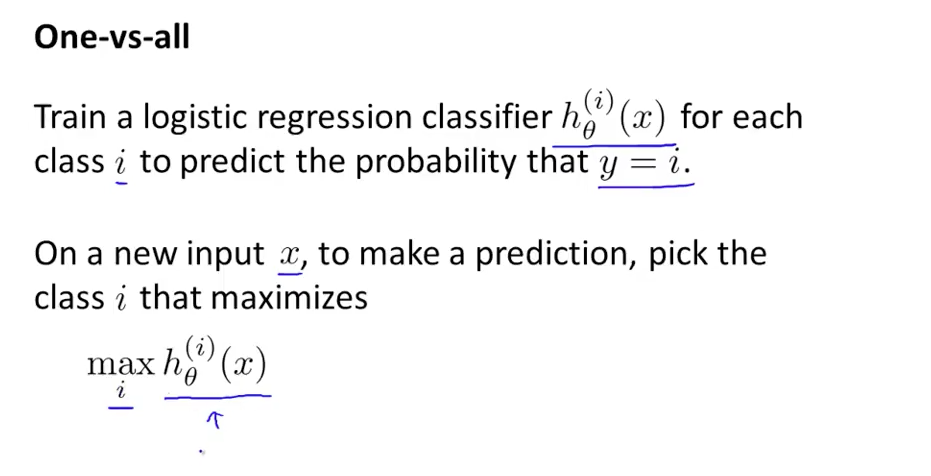 One-vs-all
Train a logistic regression classifier $h_\theta^{(i)}(x)$ for each
class $i$ to predict the probability that $y = i$.
On a new input $x$, to make a prediction, pick the
class $i$ that maximizes
$\max_i h_\theta^{(i)}(x)$